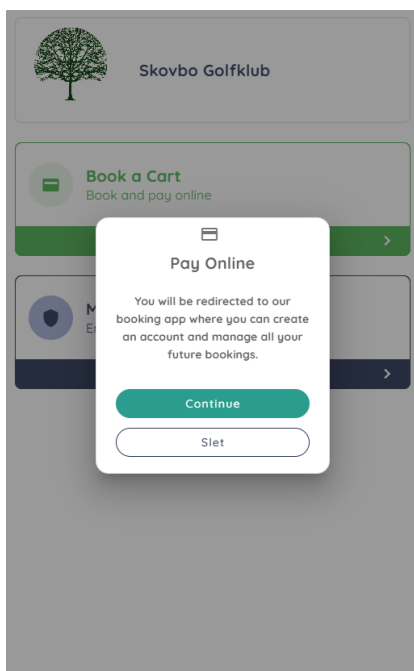 Skovbo Golfklub
Book a Cart
Book and pay online
Pay Online
You will be redirected to our
booking app where you can create
an account and manage all your
future bookings.
Continue
Slet